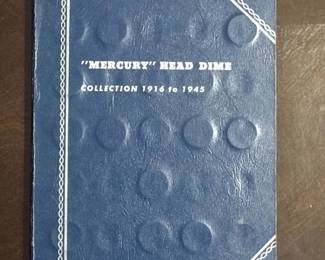 "MERCURY" HEAD DIME
COLLECTION 1916 to 1945